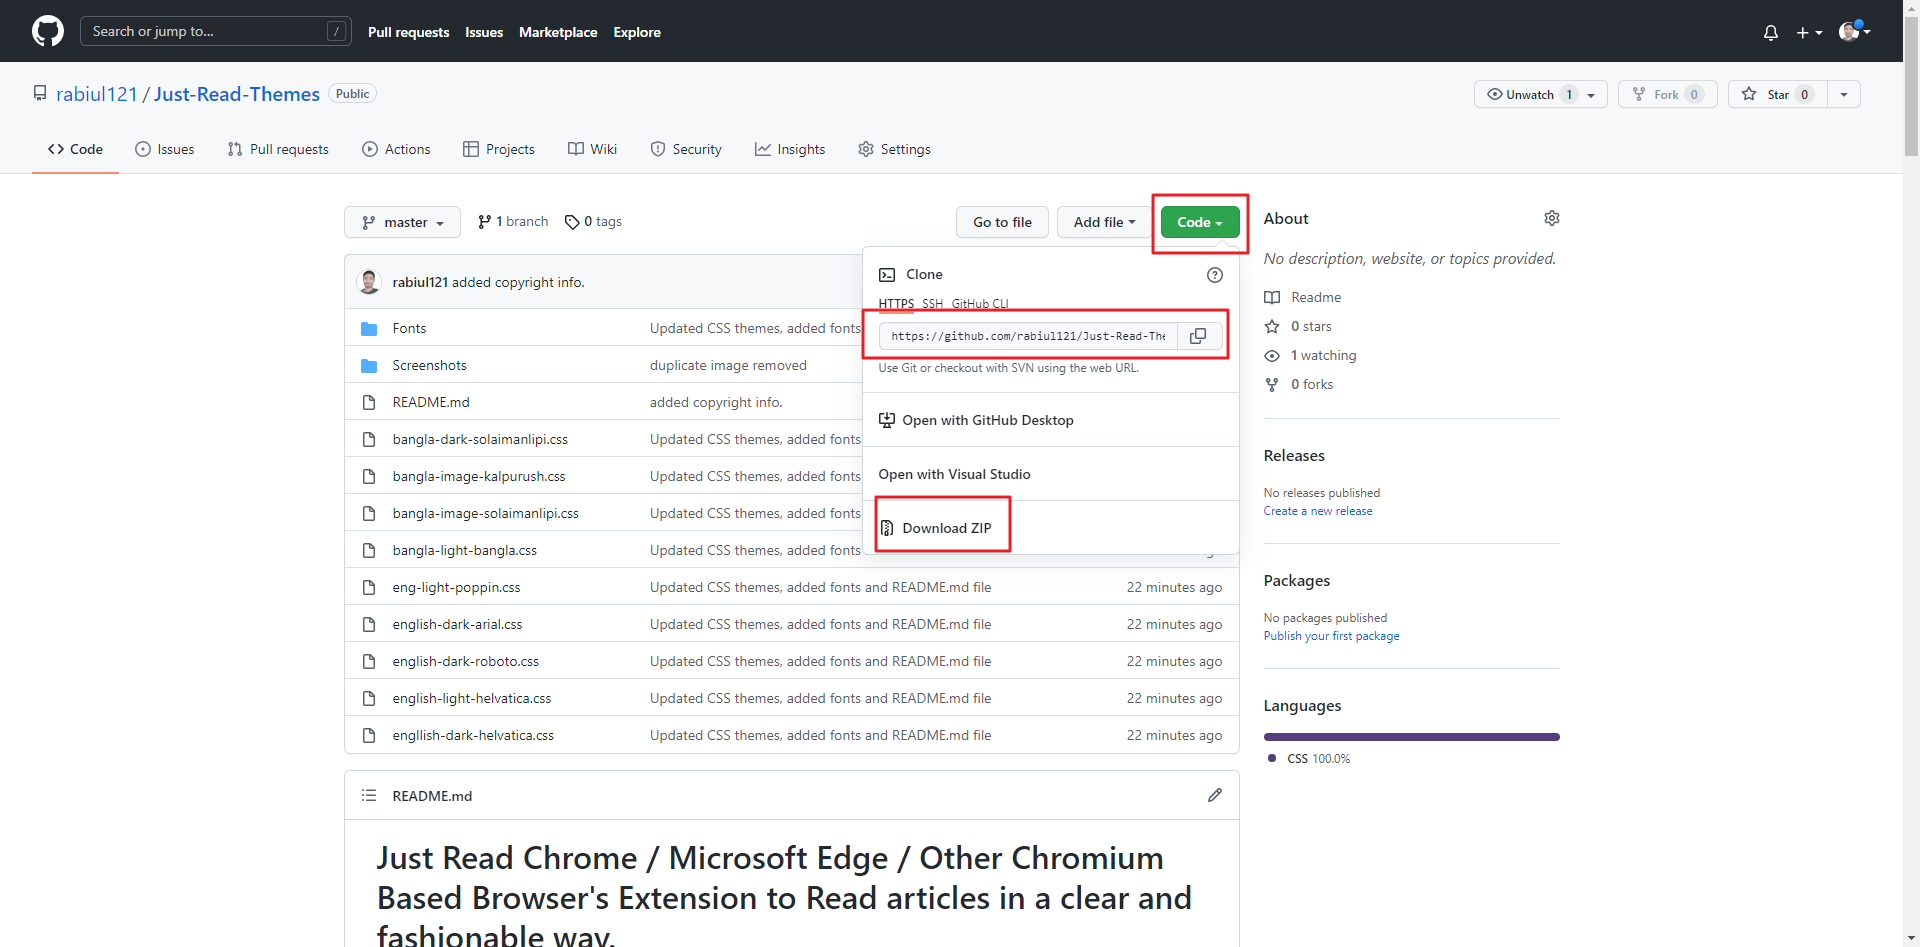 Search or jump to... /
Pull requests Issues Marketplace Explore
rabiul121 / Just-Read-Themes Public
Unwatch 1 Fork 0 Star 0
Code Issues Pull requests Actions Projects Wiki Security Insights Settings
master 1 branch 0 tags
Go to file Add file Code
rabiul121 added copyright info.
Fonts Updated CSS themes, added fonts
Screenshots duplicate image removed
README.md added copyright info.
bangla-dark-solaimanlipi.css Updated CSS themes, added fonts
bangla-image-kalpurush.css Updated CSS themes, added fonts
bangla-image-solaimanlipi.css Updated CSS themes, added fonts
bangla-light-bangla.css Updated CSS themes, added fonts
eng-light-poppin.css Updated CSS themes, added fonts and README.md file 22 minutes ago
english-dark-arial.css Updated CSS themes, added fonts and README.md file 22 minutes ago
english-dark-roboto.css Updated CSS themes, added fonts and README.md file 22 minutes ago
english-light-helvatica.css Updated CSS themes, added fonts and README.md file 22 minutes ago
engllish-dark-helvatica.css Updated CSS themes, added fonts and README.md file 22 minutes ago
Clone
HTTPS SSH GitHub CLI
https://github.com/rabiul121/Just-Read-The
Use Git or checkout with SVN using the web URL.
Open with GitHub Desktop
Open with Visual Studio
Download ZIP
About
No description, website, or topics provided.
Readme
0 stars
1 watching
0 forks
Releases
No releases published
Create a new release
Packages
No packages published
Publish your first package
Languages
CSS 100.0%
README.md
Just Read Chrome / Microsoft Edge / Other Chromium
Based Browser's Extension to Read articles in a clear and
fashionable way.